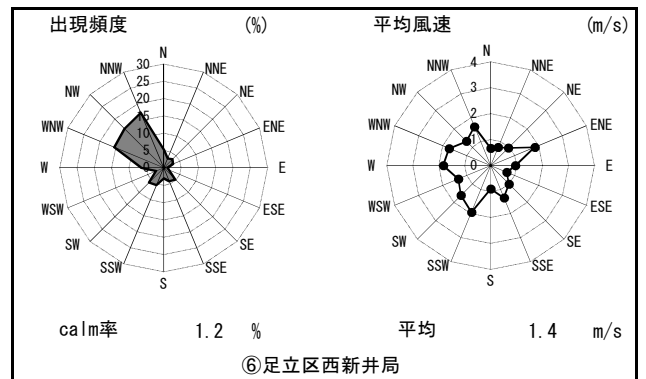 出現頻度 (%)
N
NNE
NE
ENE
E
ESE
SE
SSE
S
SSW
SW
WSW
W
WNW
NW
NNW
30
25
20
15
10
5
0
calm率 1.2 %
平均風速 (m/s)
N
NNE
NE
ENE
E
ESE
SE
SSE
S
SSW
SW
WSW
W
WNW
NW
NNW
4
3
2
1
0
平均 1.4 m/s
⑥足立区西新井局